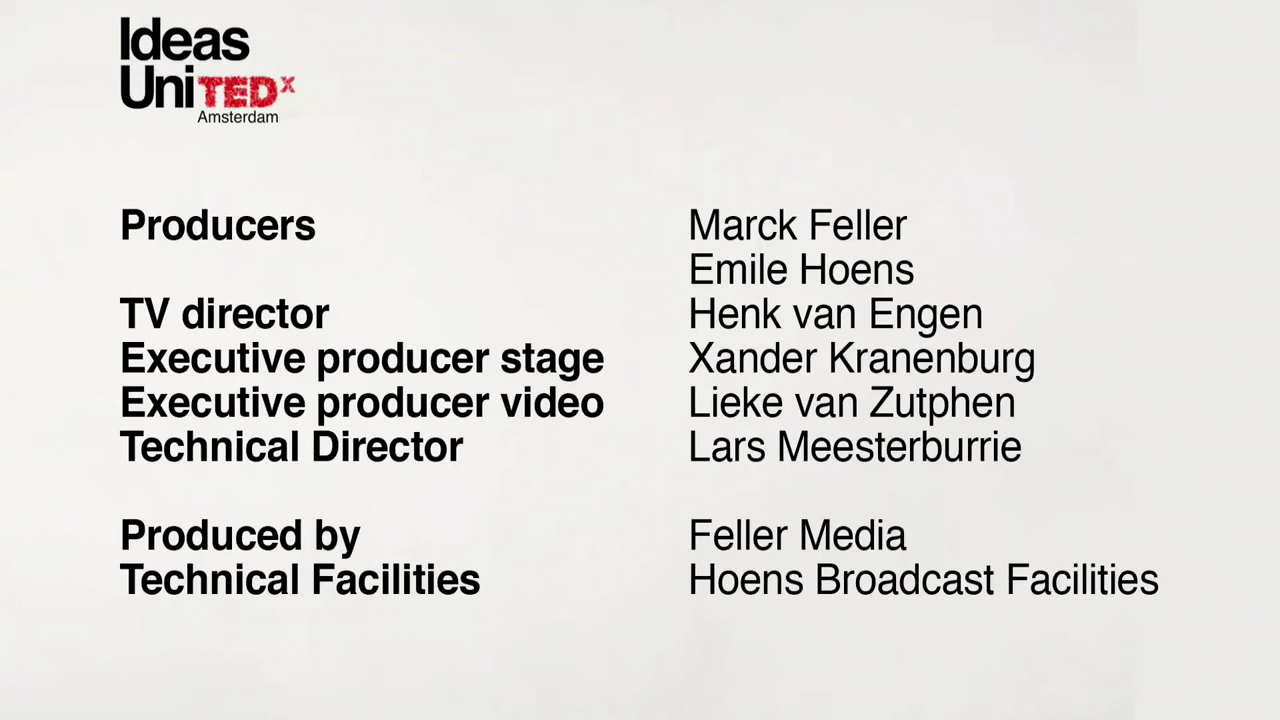 Ideas
UniTEDx
Amsterdam
Producers Marck Feller
Emile Hoens
TV director Henk van Engen
Executive producer stage Xander Kranenburg
Executive producer video Lieke van Zutphen
Technical Director Lars Meesterburrie
Produced by Feller Media
Technical Facilities Hoens Broadcast Facilities